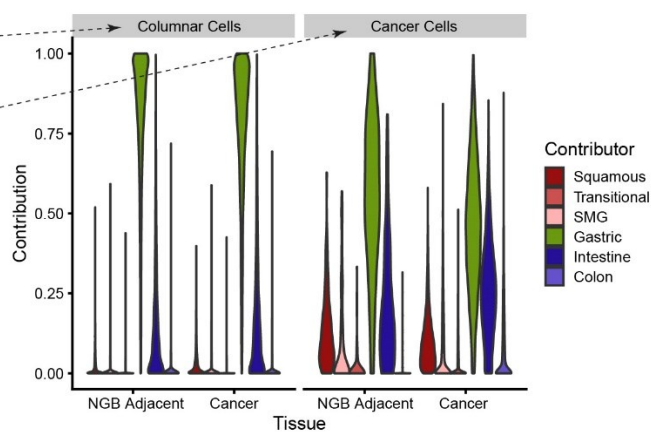 Columnar Cells
Cancer Cells
Contribution
1.00
0.75
0.50
0.25
0.00
NGB Adjacent
Cancer
NGB Adjacent
Cancer
Tissue
Contributor
Squamous
Transitional
SMG
Gastric
Intestine
Colon